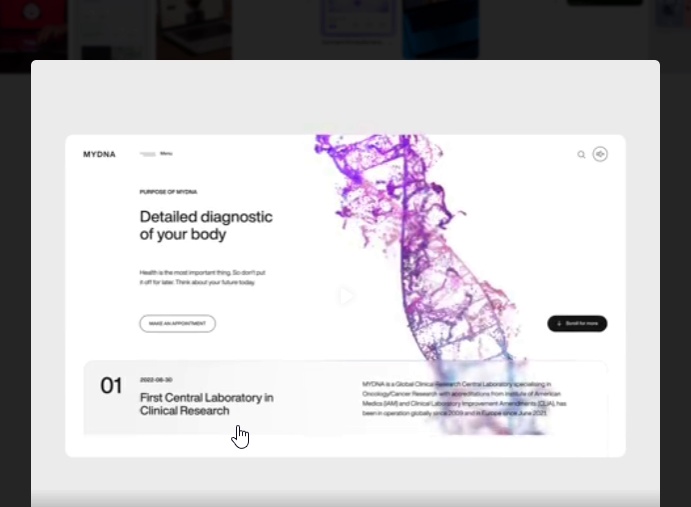 MYDNA
Menu
PURPOSE OF MYDNA
Detailed diagnostic
of your body
Health is the most important thing. So don't put
it off for later. Think about your future today.
MAKE AN APPOINTMENT
Scroll for more
01
2022-06-30
First Central Laboratory in
Clinical Research
MYDNA is a Global Clinical Research Central Laboratory specialising in
Oncology/Cancer Research with accreditations from Institute of American
Medics (IAM) and Clinical Laboratory Improvement Amendments (CLIA), has
been in operation globally since 2009 and in Europe since June 2021.